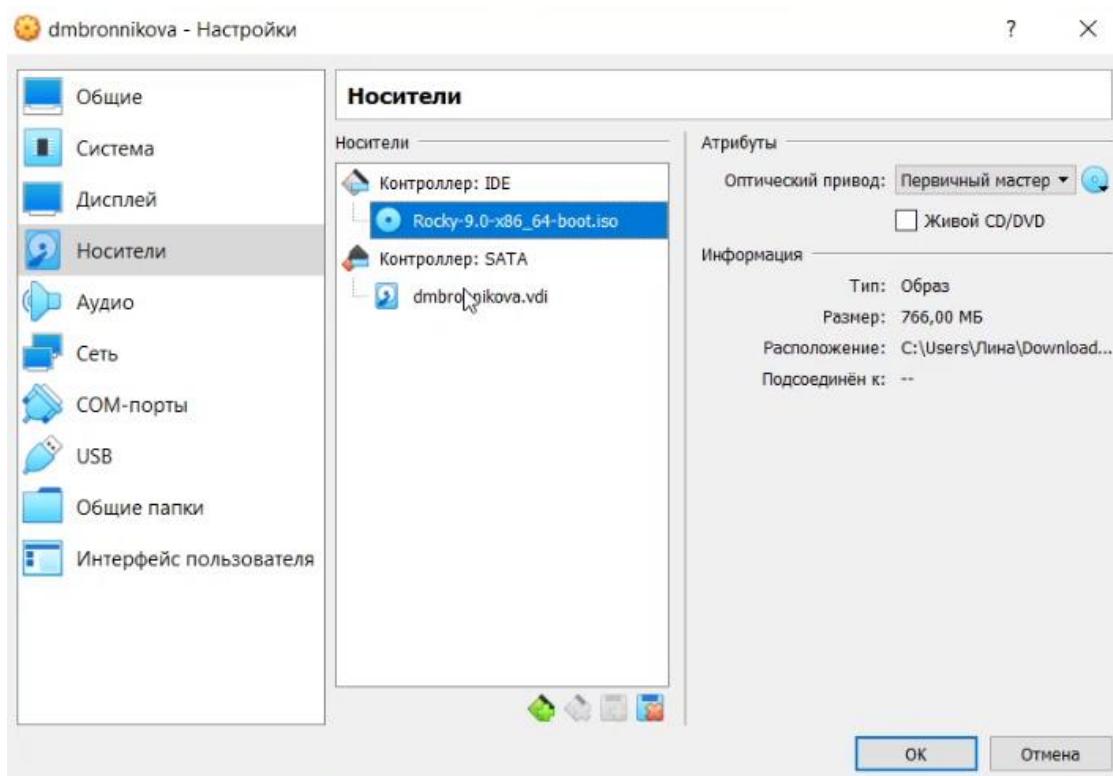 dmbronnikova - Настройки
?
Общие
Система
Дисплей
Носители
Аудио
Сеть
COM-порты
USB
Общие папки
Интерфейс пользователя
Носители
Носители
Контроллер: IDE
Rocky-9.0-x86_64-boot.iso
Контроллер: SATA
dmbronnikova.vdi
Атрибуты
Оптический привод: Первичный мастер
Живой CD/DVD
Информация
Тип: Образ
Размер: 766,00 МБ
Расположение: C:\Users\Лина\Download...
Подсоединён к: --
OK Отмена